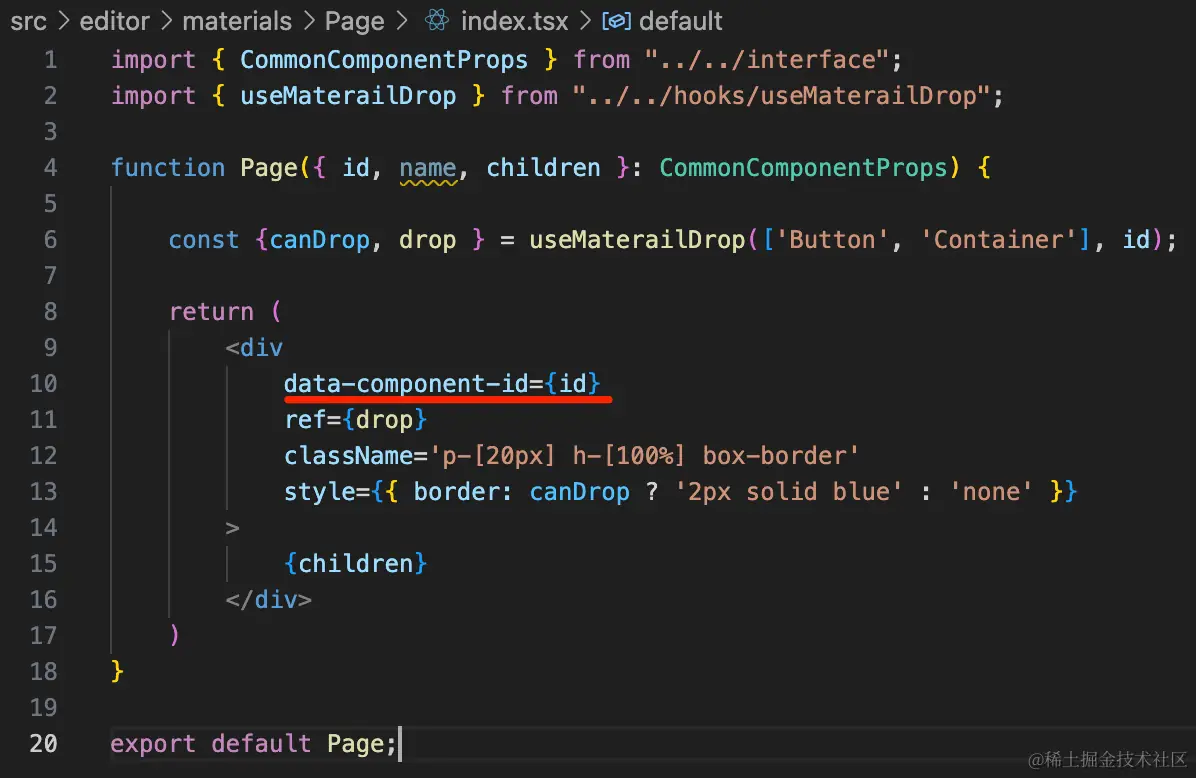 src > editor > materials > Page > index.tsx > default
1 import { CommonComponentProps } from "../../interface";
2 import { useMaterailDrop } from "../../hooks/useMaterailDrop";
3
4 function Page({ id, name, children }: CommonComponentProps) {
5
6 const {canDrop, drop } = useMaterailDrop(['Button', 'Container'], id);
7
8 return (
9 <div
10 data-component-id={id}
11 ref={drop}
12 className='p-[20px] h-[100%] box-border'
13 style={{ border: canDrop ? '2px solid blue' : 'none' }}
14 >
15 {children}
16 </div>
17 )
18 }
19
20 export default Page;
@稀土掘金技术社区